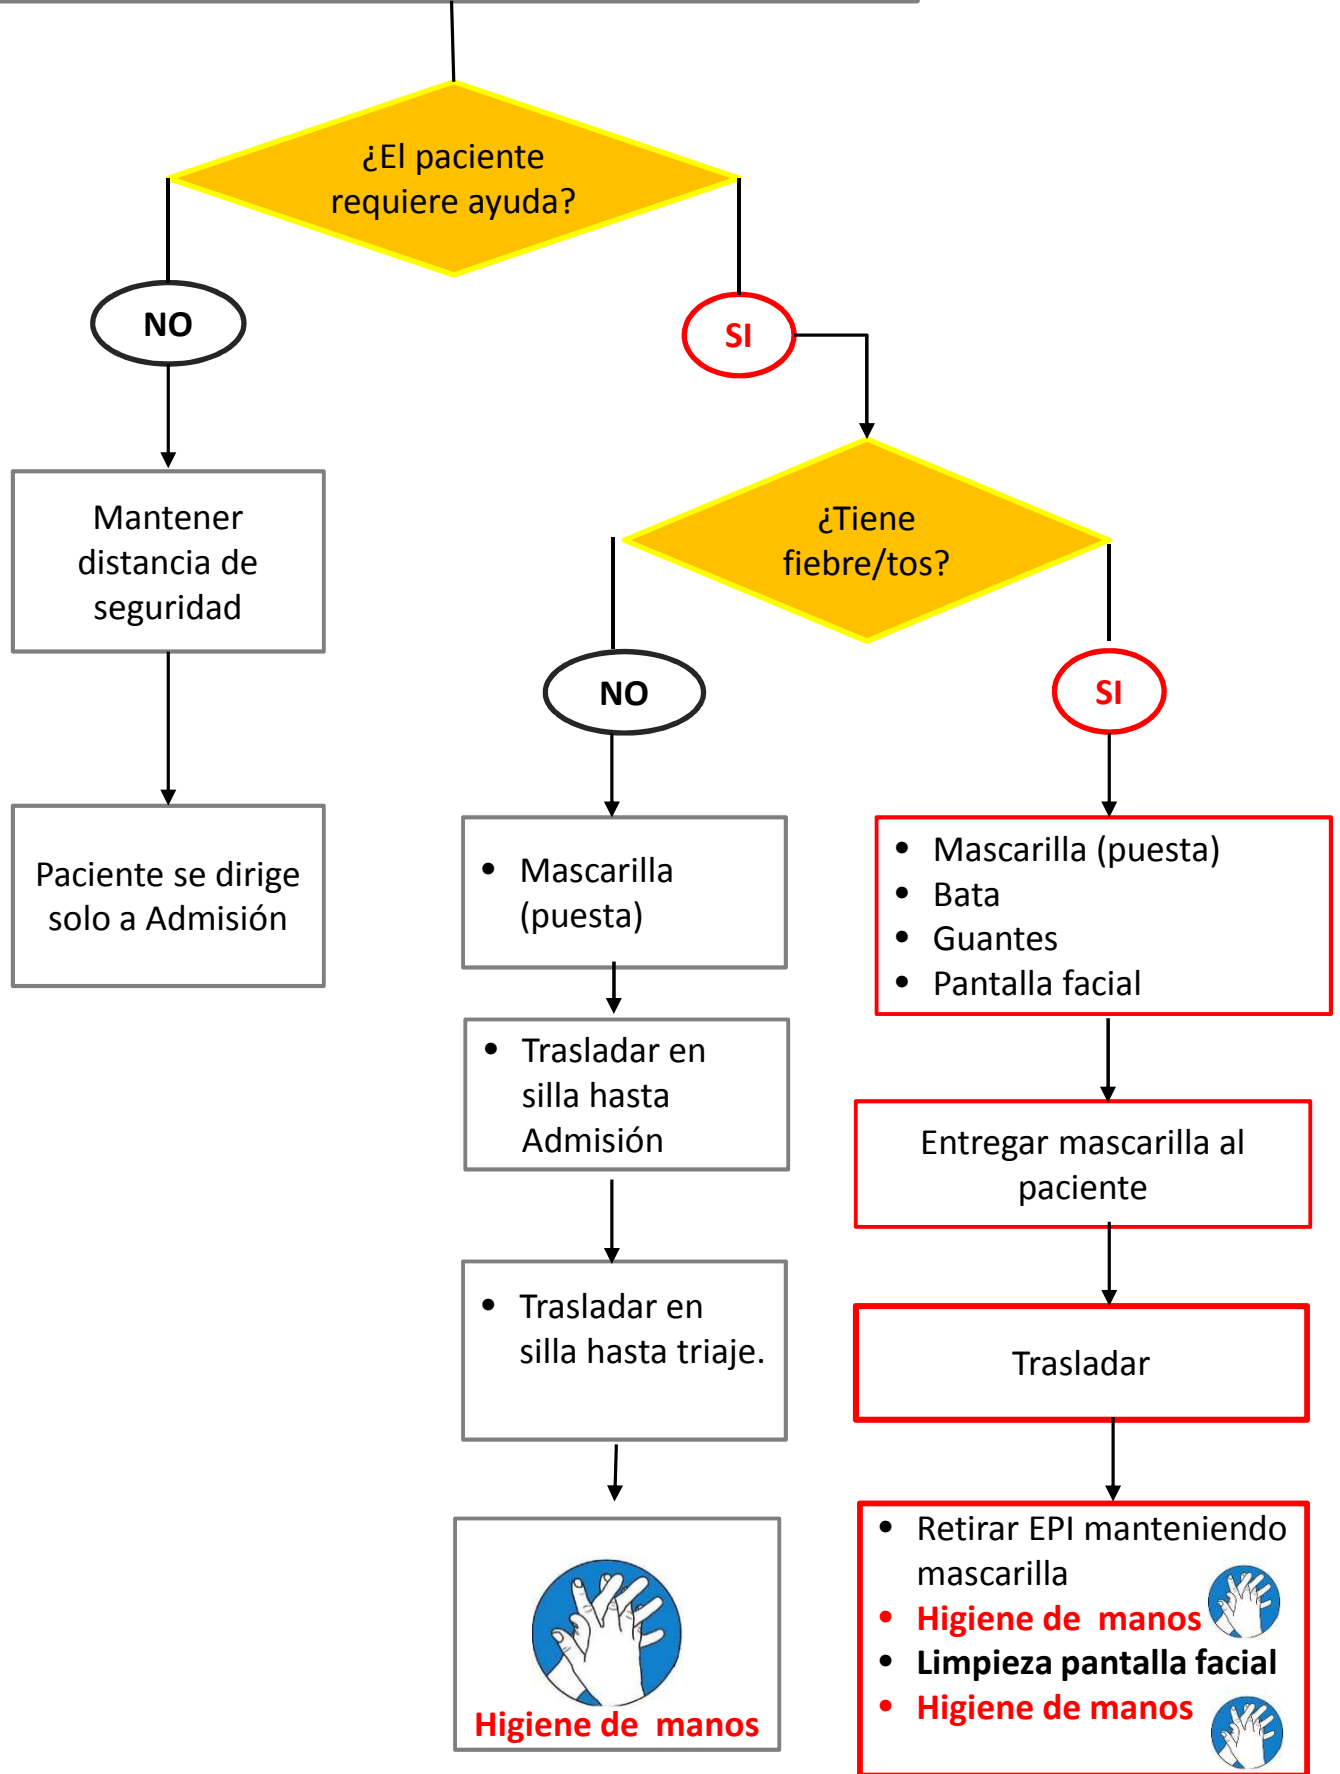 ¿El paciente
requiere ayuda?
NO
SI
Mantener
distancia de
seguridad
¿Tiene
fiebre/tos?
NO
SI
Paciente se dirige
solo a Admisión
• Mascarilla
(puesta)
• Mascarilla (puesta)
• Bata
• Guantes
• Pantalla facial
• Trasladar en
silla hasta
Admisión
Entregar mascarilla al
paciente
• Trasladar en
silla hasta triaje.
Trasladar
Higiene de manos
• Retirar EPI manteniendo
mascarilla
• Higiene de manos
• Limpieza pantalla facial
• Higiene de manos